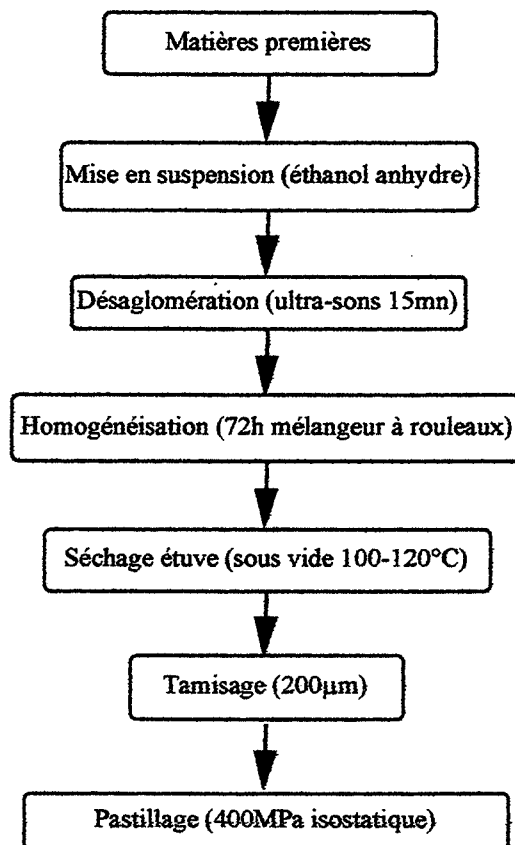 Matières premières
Mise en suspension (éthanol anhydre)
Désaglomération (ultra-sons 15mn)
Homogénéisation (72h mélangeur à rouleaux)
Séchage étuve (sous vide 100-120°C)
Tamisage (200µm)
Pastillage (400MPa isostatique)